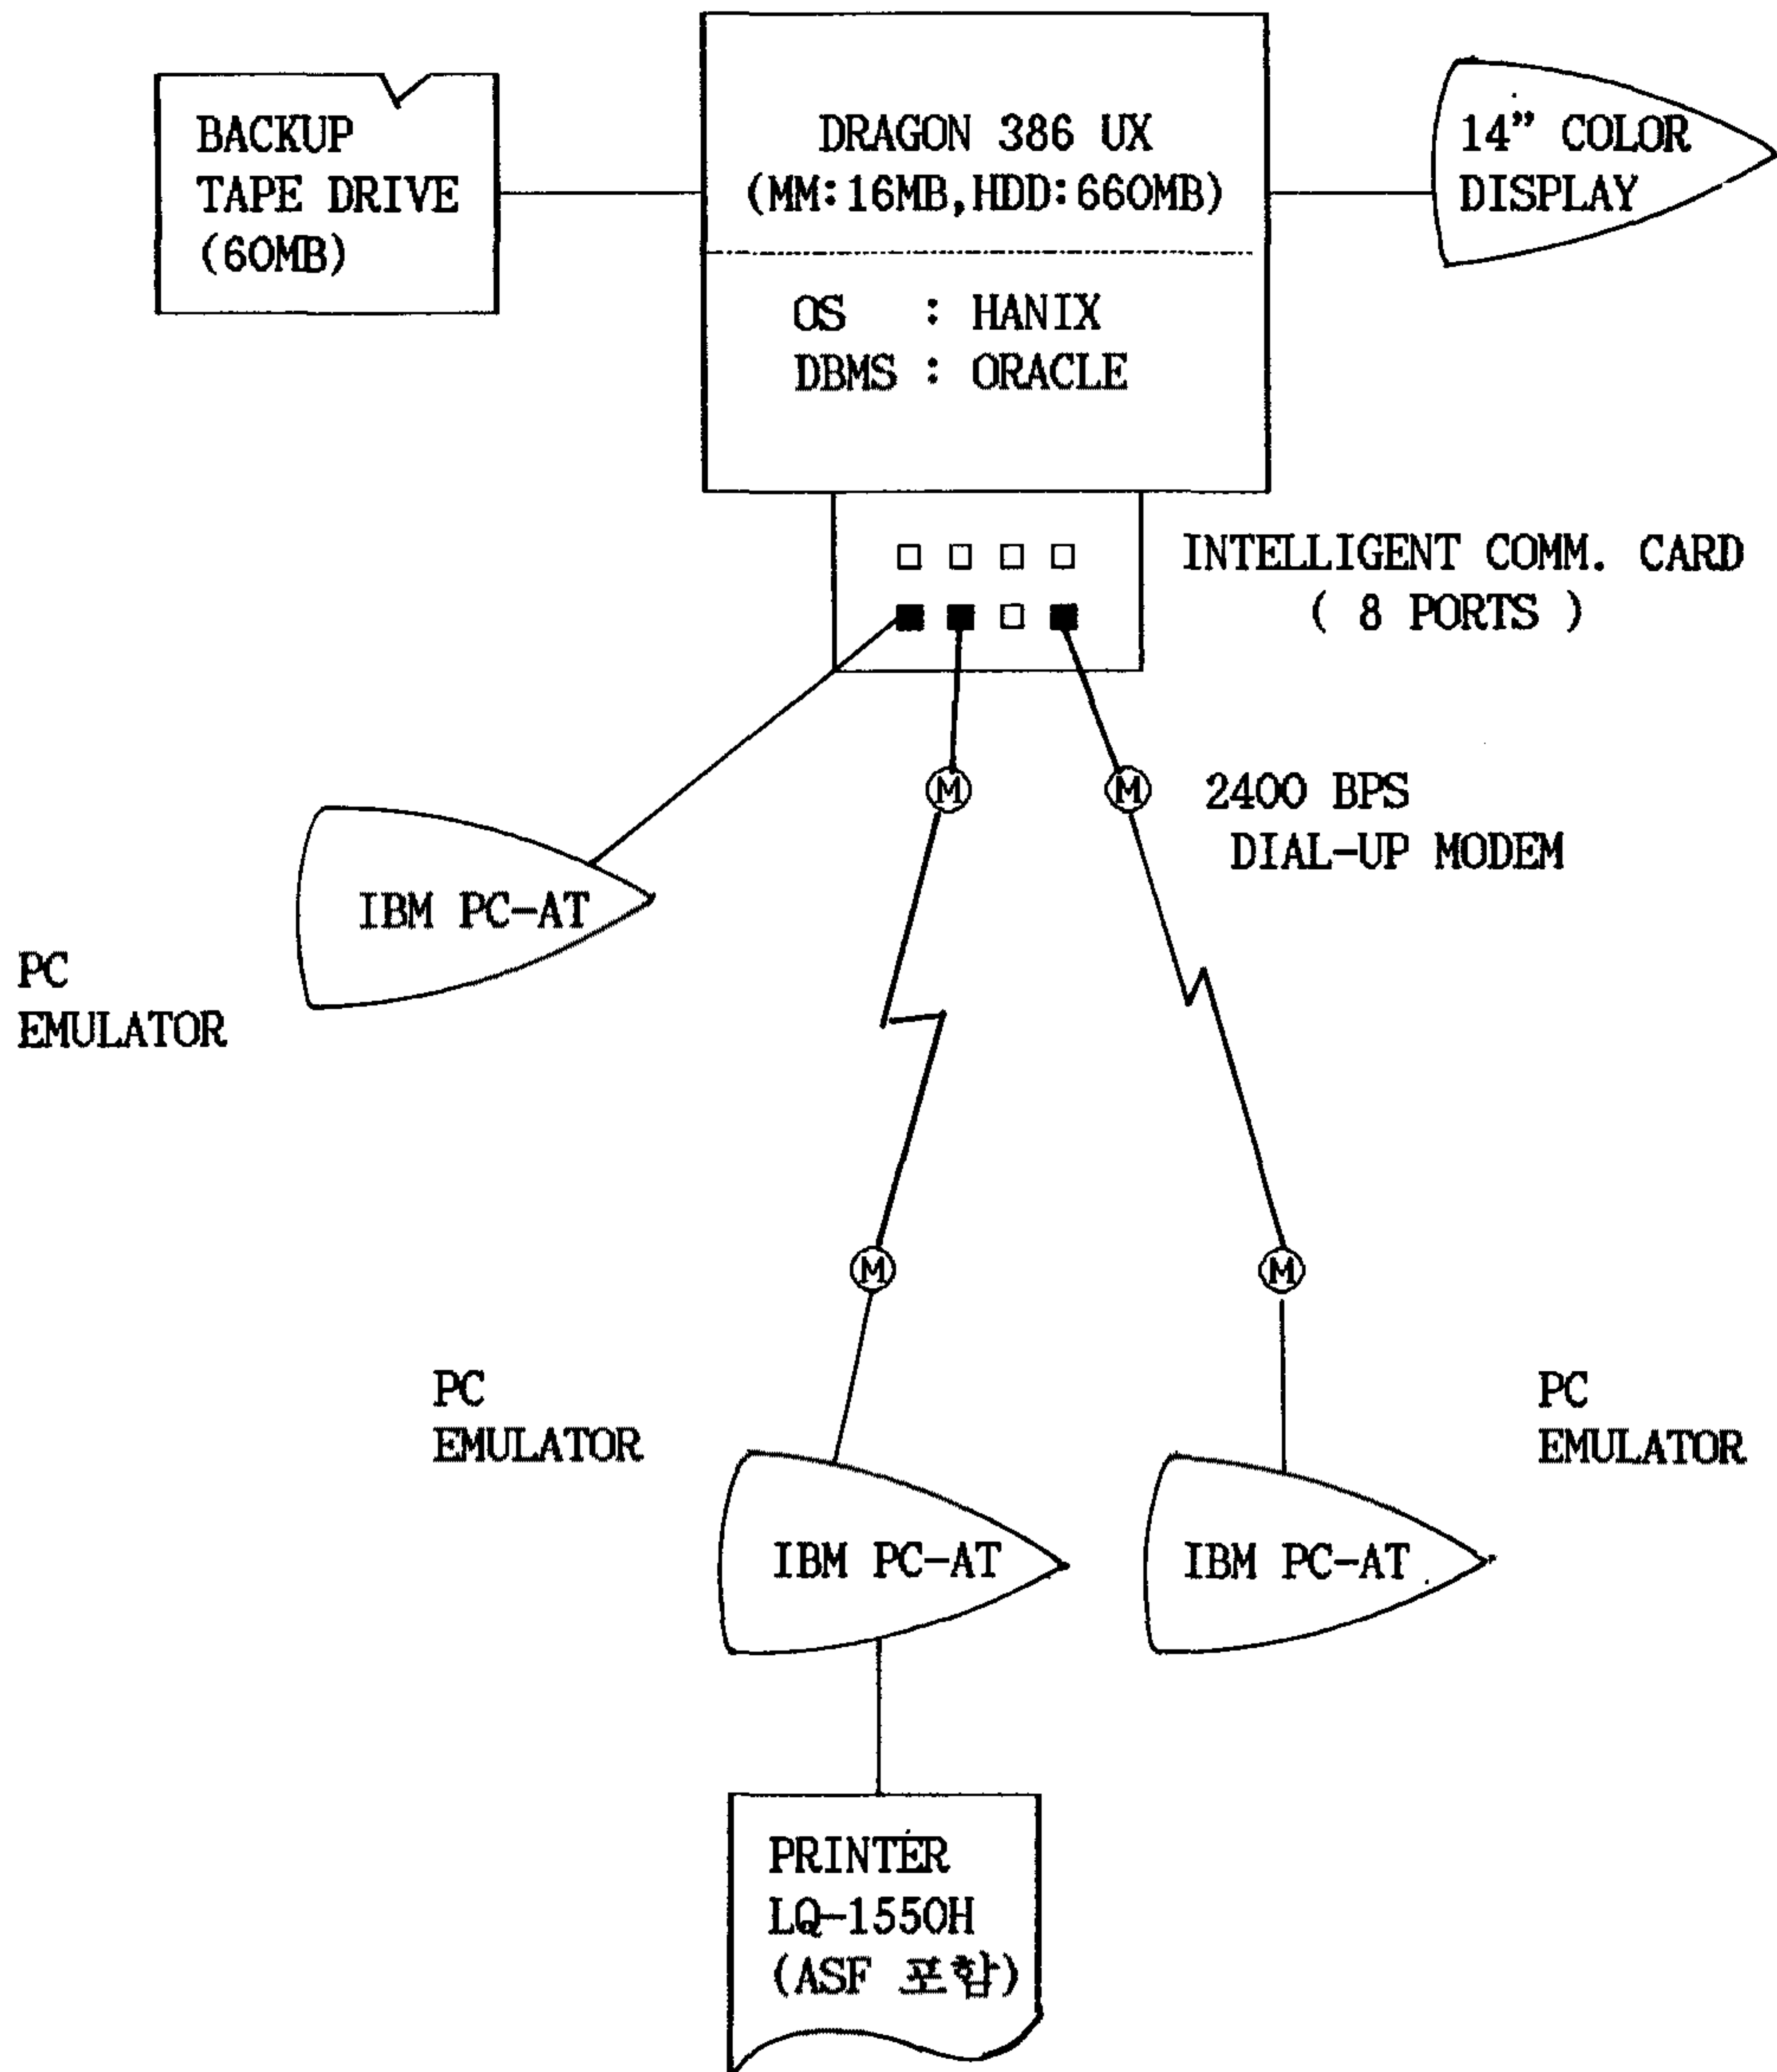 BACKUP
TAPE DRIVE
(60MB)
DRAGON 386 UX
(MM:16MB,HDD:660MB)
OS : HANIX
DBMS : ORACLE
14” COLOR
DISPLAY
INTELLIGENT COMM. CARD
( 8 PORTS )
M
M
2400 BPS
DIAL-UP MODEM
IBM PC-AT
PC
EMULATOR
M
M
PC
EMULATOR
PC
EMULATOR
IBM PC-AT
IBM PC-AT
PRINTER
LQ-1550H
(ASF 포함)